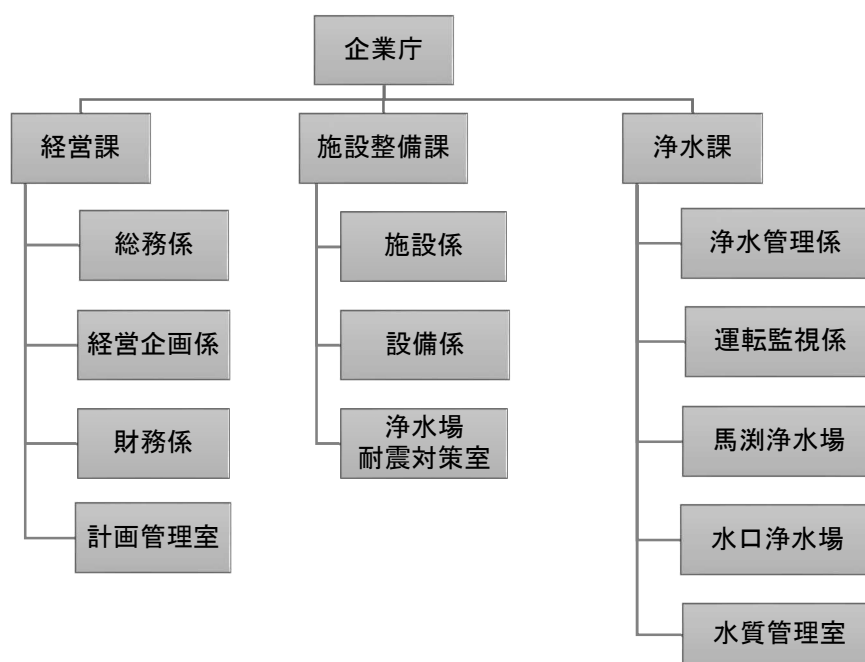 企業庁
経営課
総務係
経営企画係
財務係
計画管理室
施設整備課
施設係
設備係
浄水場
耐震対策室
浄水課
浄水管理係
運転監視係
馬渕浄水場
水口浄水場
水質管理室